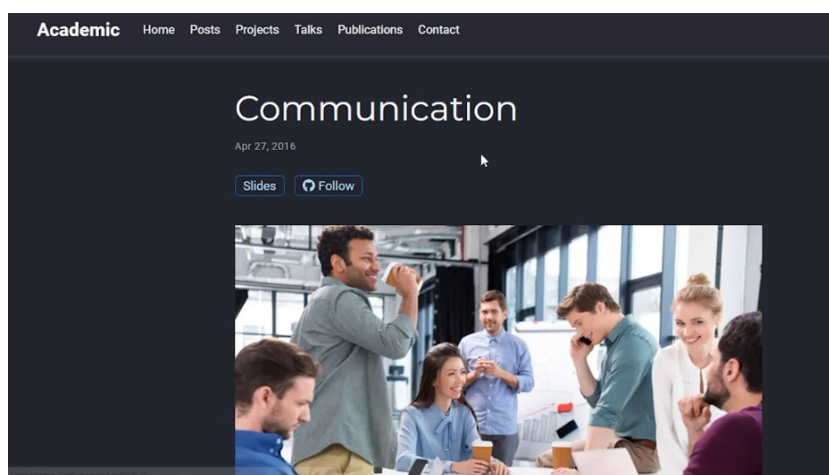 Academic Home Posts Projects Talks Publications Contact
Communication
Apr 27, 2016
Slides Follow